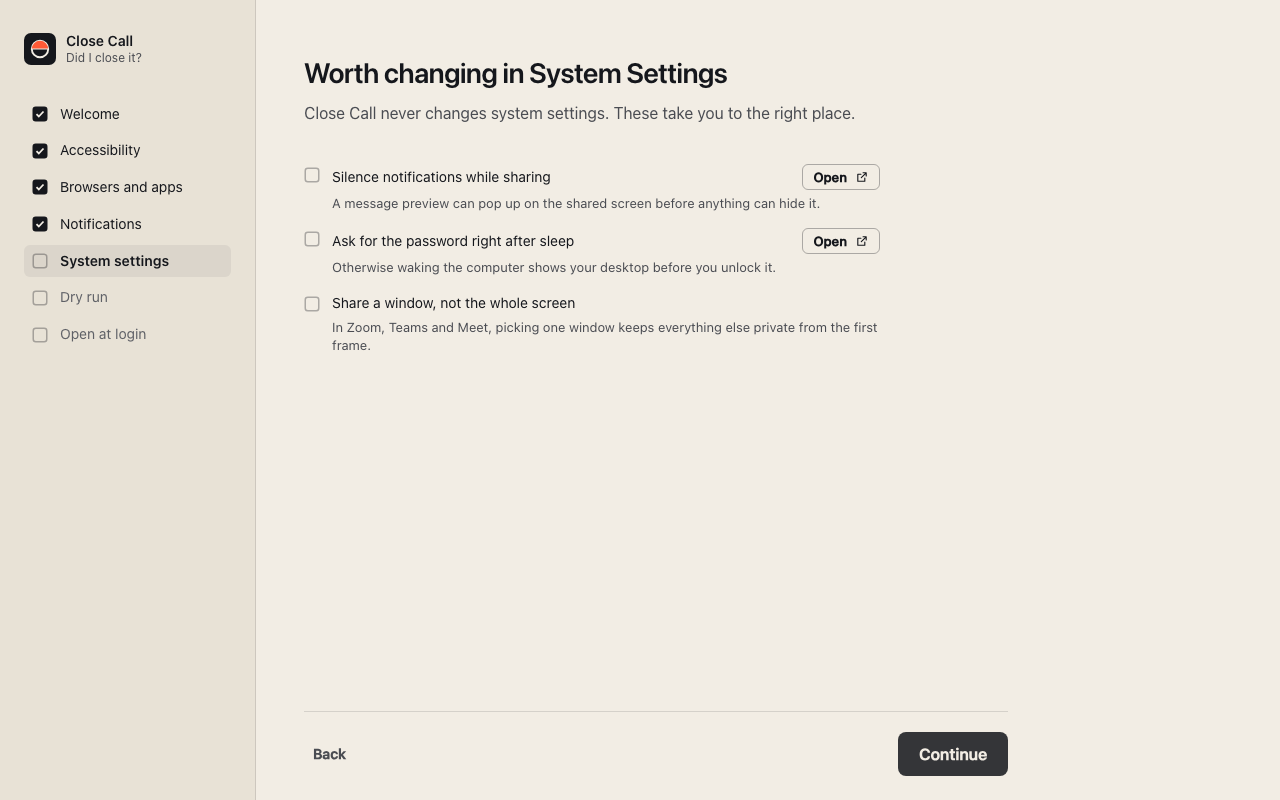 Close Call
Did I close it?
Welcome
Accessibility
Browsers and apps
Notifications
System settings
Dry run
Open at login
Worth changing in System Settings
Close Call never changes system settings. These take you to the right place.
Silence notifications while sharing
Open
A message preview can pop up on the shared screen before anything can hide it.
Ask for the password right after sleep
Open
Otherwise waking the computer shows your desktop before you unlock it.
Share a window, not the whole screen
In Zoom, Teams and Meet, picking one window keeps everything else private from the first
frame.
Back
Continue